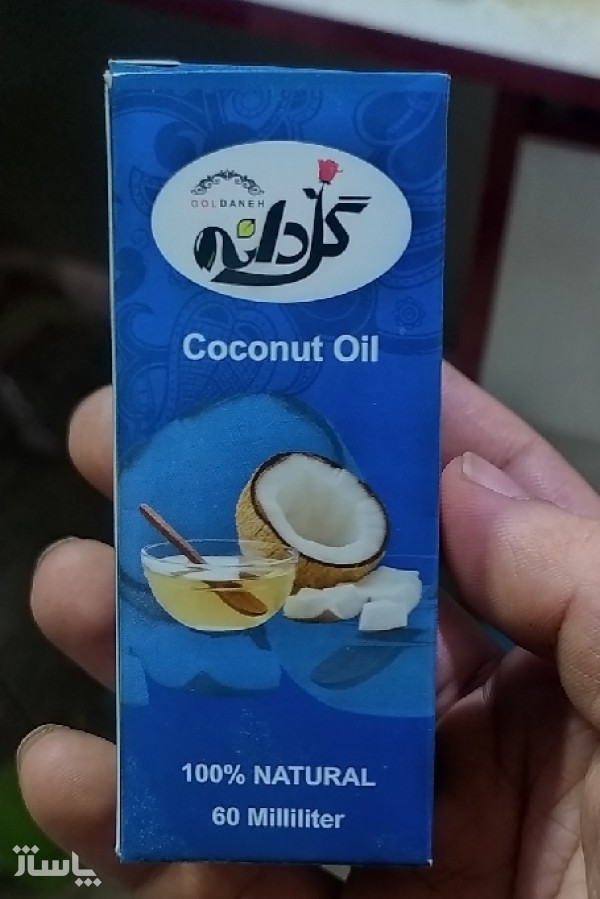 GOLDANEH
گل دانه
Coconut Oil
100% NATURAL
60 Milliliter
پاساژ